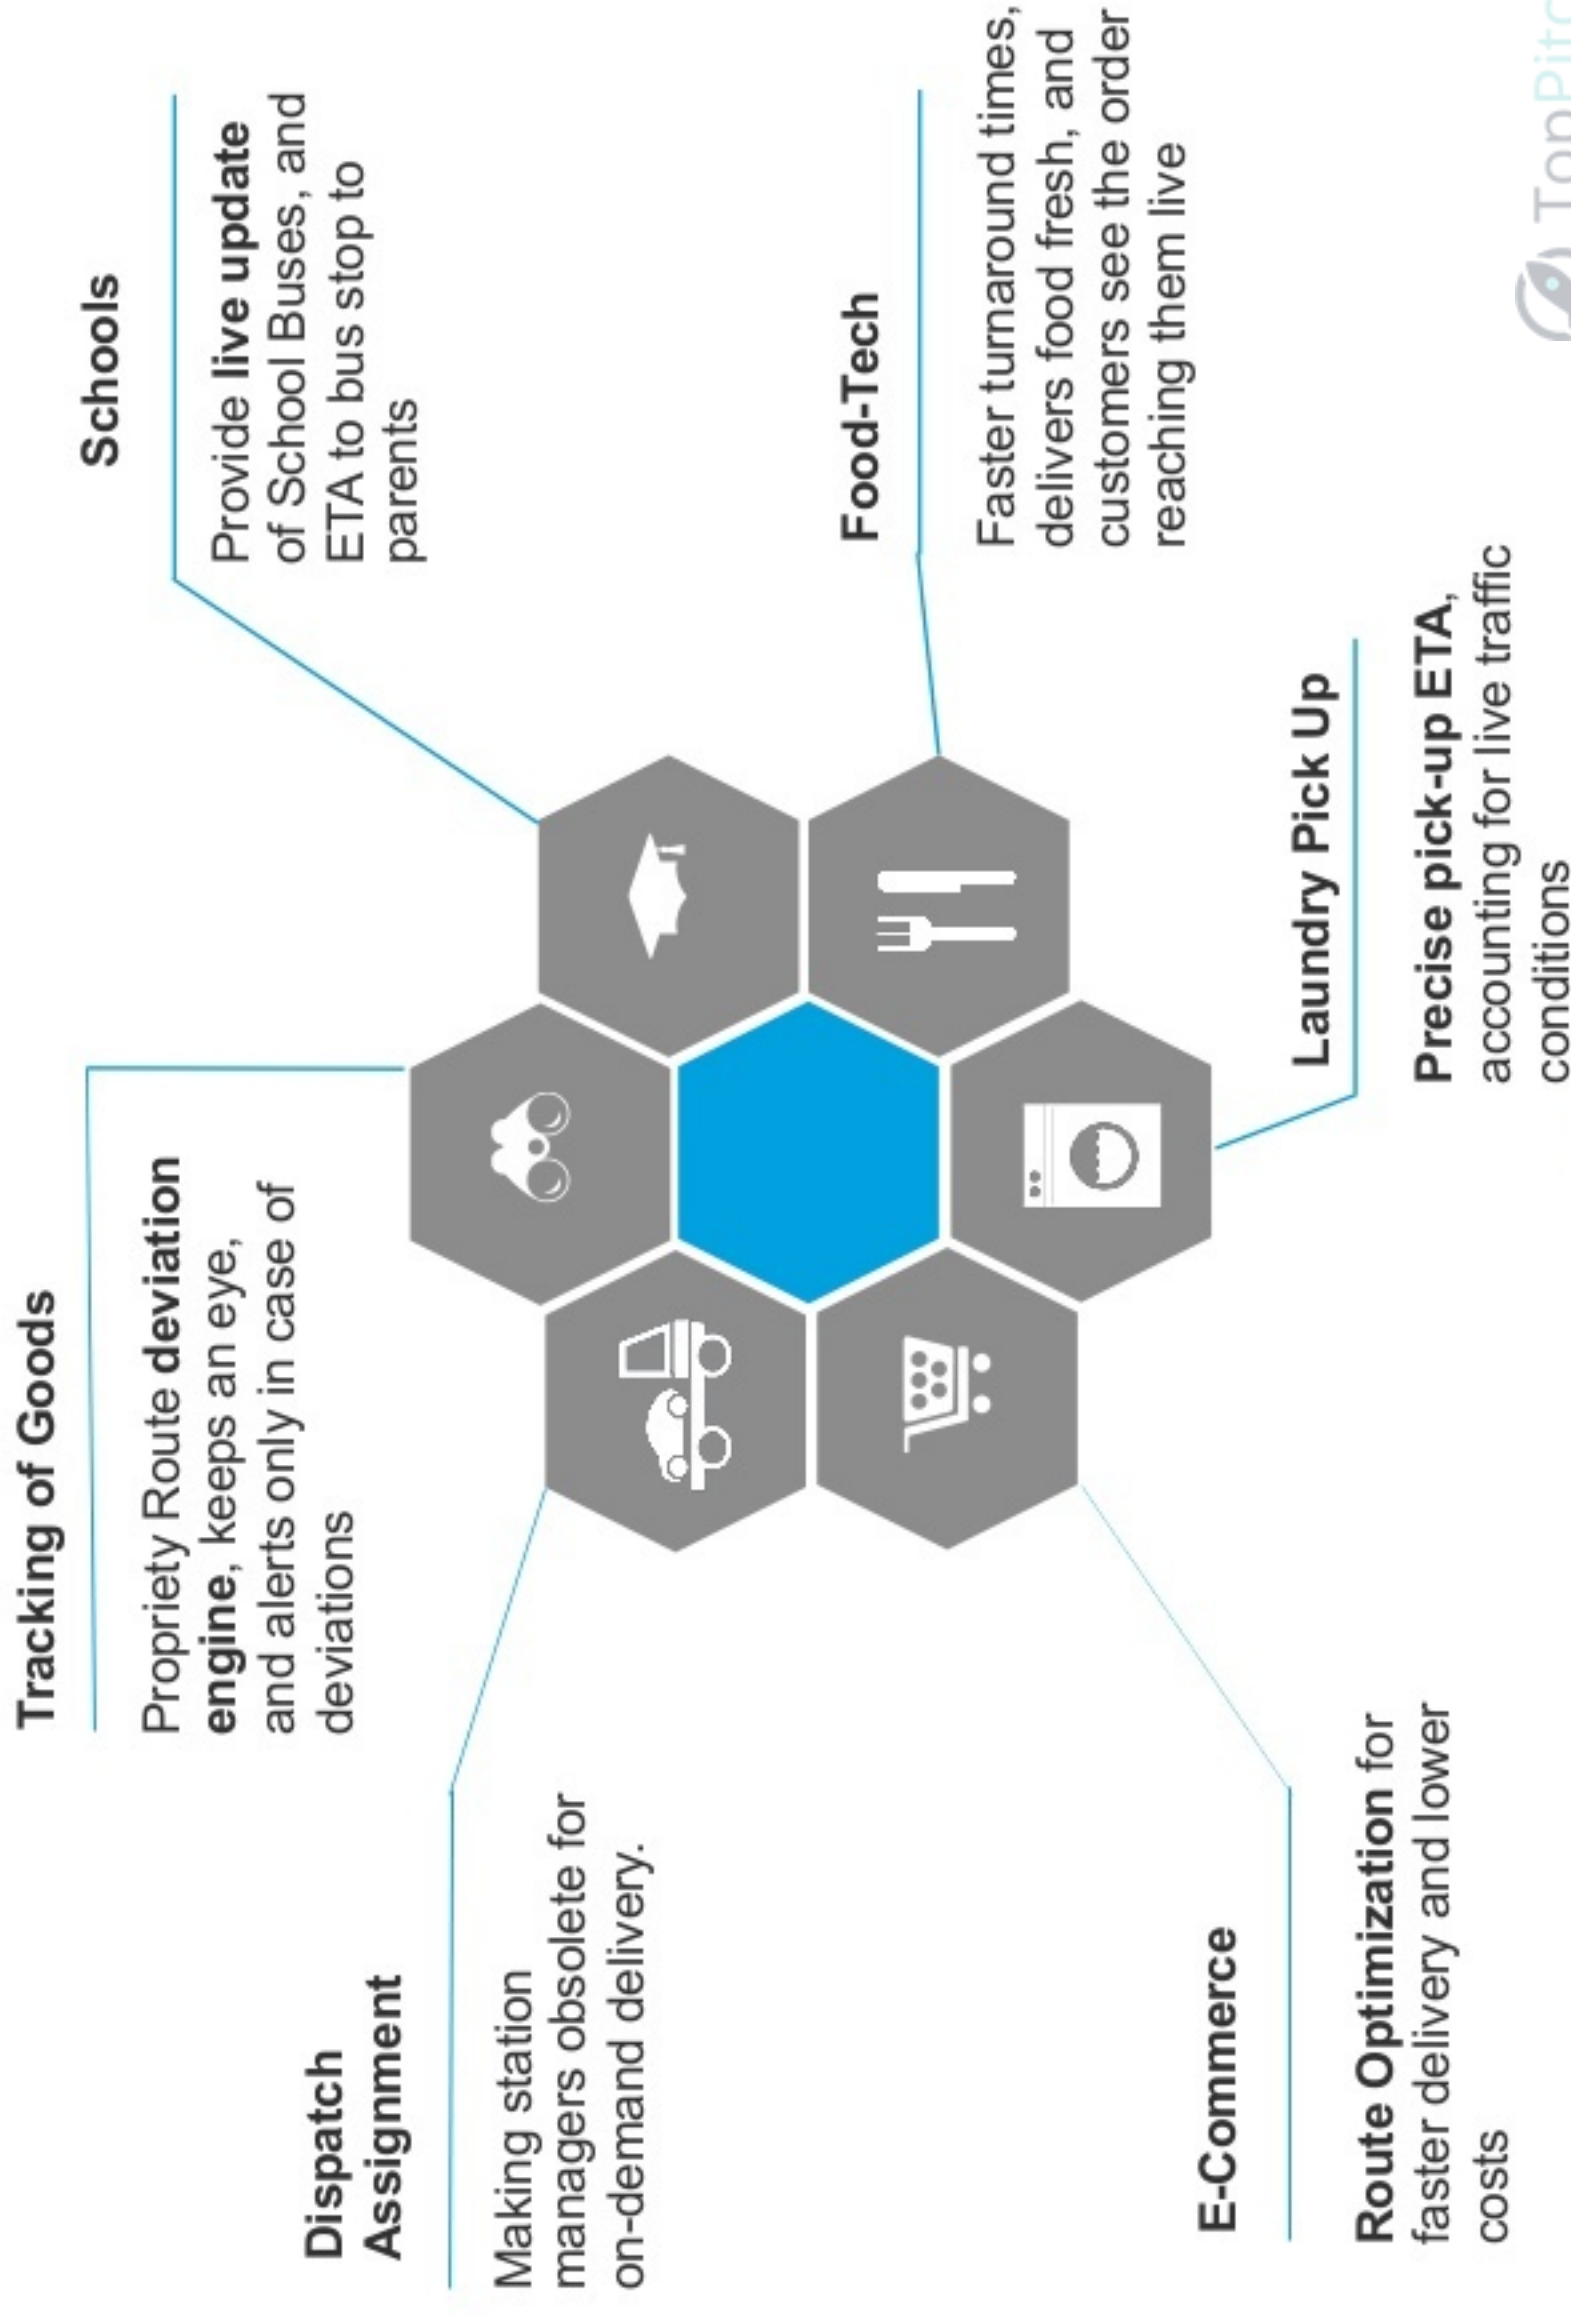 Tracking of Goods
Propriety Route deviation
engine, keeps an eye,
and alerts only in case of
deviations
Schools
Provide live update
of School Buses, and
ETA to bus stop to
parents
Dispatch
Assignment
Making station
managers obsolete for
on-demand delivery.
Food-Tech
Faster turnaround times,
delivers food fresh, and
customers see the order
reaching them live
E-Commerce
Route Optimization for
faster delivery and lower
costs
Laundry Pick Up
Precise pick-up ETA,
accounting for live traffic
conditions